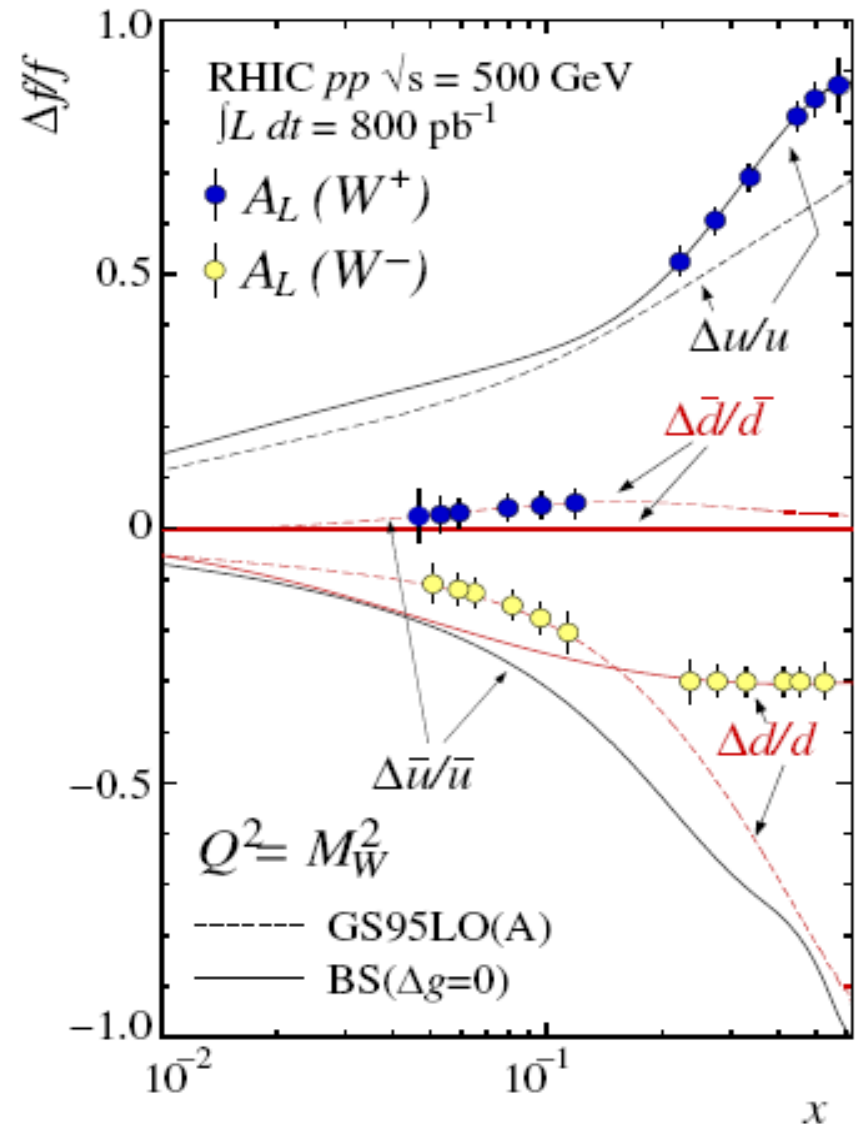 Δf/f
1.0
0.5
0
−0.5
−1.0
RHIC pp √s = 500 GeV
∫L dt = 800 pb⁻¹
A_L (W⁺)
A_L (W⁻)
Δu/u
Δd̄/d̄
Δū/ū
Δd/d
Q²= M²_W
GS95LO(A)
BS(Δg=0)
10⁻²
10⁻¹
x